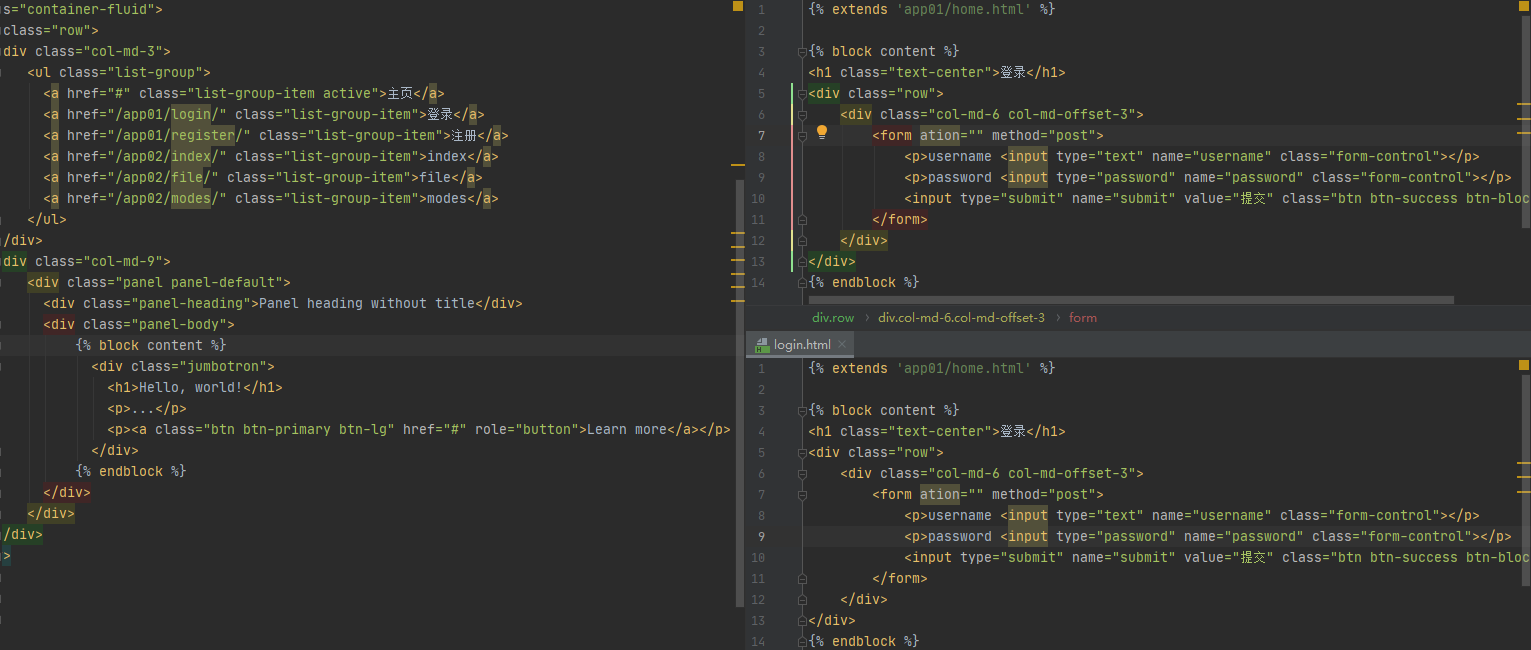 s="container-fluid">
class="row">
div class="col-md-3">
<ul class="list-group">
<a href="#" class="list-group-item active">主页</a>
<a href="/app01/login/" class="list-group-item">登录</a>
<a href="/app01/register/" class="list-group-item">注册</a>
<a href="/app02/index/" class="list-group-item">index</a>
<a href="/app02/file/" class="list-group-item">file</a>
<a href="/app02/modes/" class="list-group-item">modes</a>
</ul>
/div>
div class="col-md-9">
<div class="panel panel-default">
<div class="panel-heading">Panel heading without title</div>
<div class="panel-body">
{% block content %}
<div class="jumbotron">
<h1>Hello, world!</h1>
<p>...</p>
<p><a class="btn btn-primary btn-lg" href="#" role="button">Learn more</a></p>
</div>
{% endblock %}
</div>
</div>
/div>
>
1 {% extends 'app01/home.html' %}
2
3 {% block content %}
4 <h1 class="text-center">登录</h1>
5 <div class="row">
6 <div class="col-md-6 col-md-offset-3">
7 <form ation="" method="post">
8 <p>username <input type="text" name="username" class="form-control"></p>
9 <p>password <input type="password" name="password" class="form-control"></p>
10 <input type="submit" name="submit" value="提交" class="btn btn-success btn-bloc
11 </form>
12 </div>
13 </div>
14 {% endblock %}
div.row › div.col-md-6.col-md-offset-3 › form
login.html
1 {% extends 'app01/home.html' %}
2
3 {% block content %}
4 <h1 class="text-center">登录</h1>
5 <div class="row">
6 <div class="col-md-6 col-md-offset-3">
7 <form ation="" method="post">
8 <p>username <input type="text" name="username" class="form-control"></p>
9 <p>password <input type="password" name="password" class="form-control"></p>
10 <input type="submit" name="submit" value="提交" class="btn btn-success btn-bloc
11 </form>
12 </div>
13 </div>
14 {% endblock %}